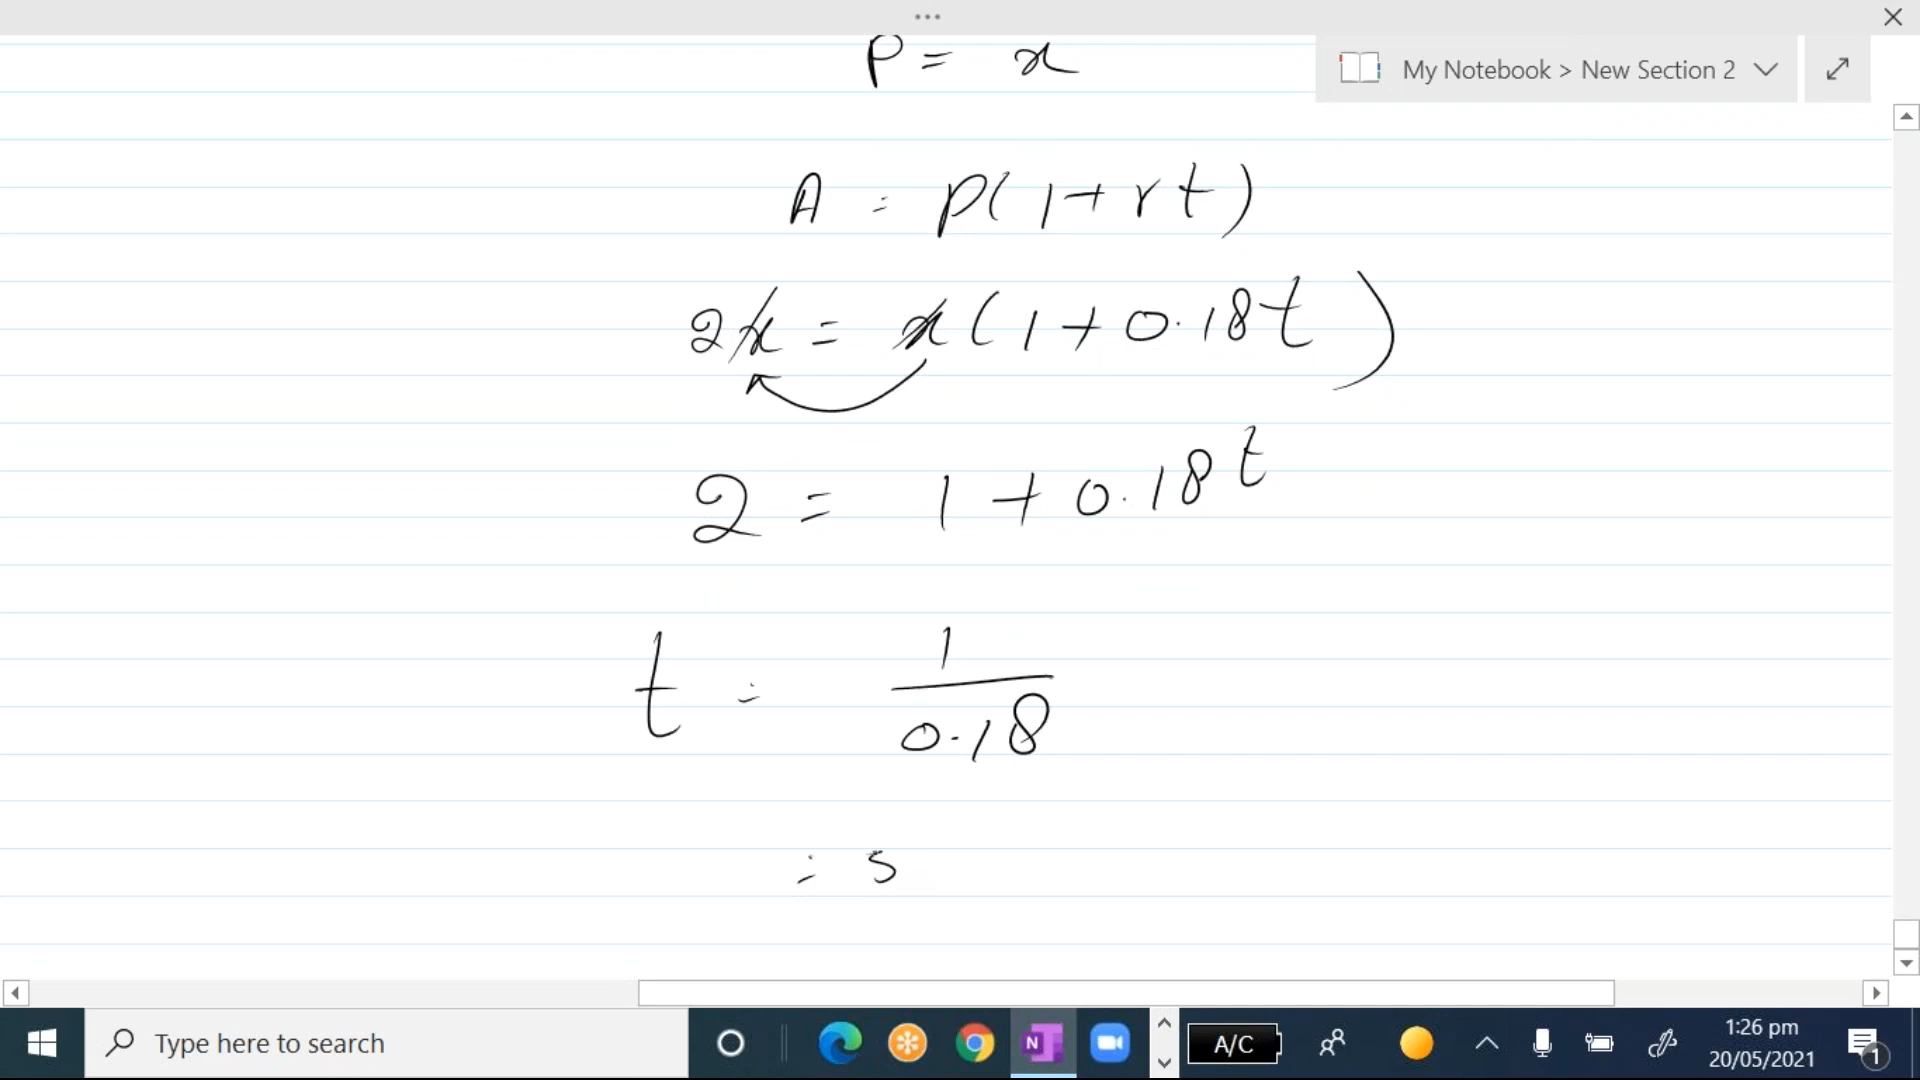 ...
P = x
My Notebook > New Section 2
A = P(1+rt)
2x = x(1+0.18t)
2 = 1+0.18t
t = 1/0.18
= 5
Type here to search
N
A/C
1:26 pm
20/05/2021
1